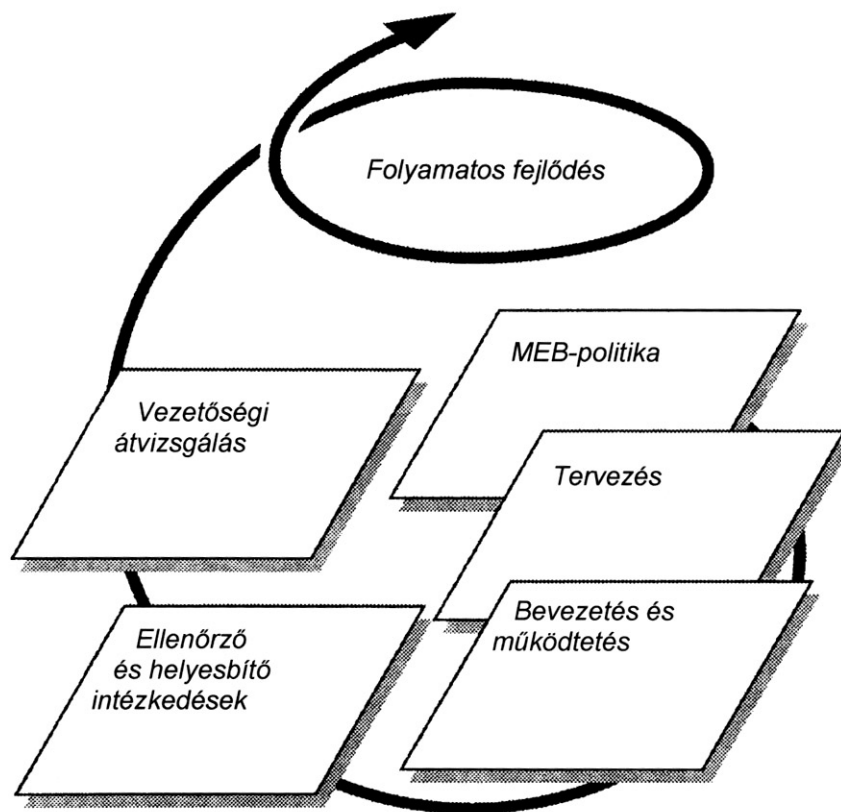 Folyamatos fejlődés
MEB-politika
Tervezés
Bevezetés és
működtetés
Ellenőrző
és helyesbítő
intézkedések
Vezetőségi
átvizsgálás